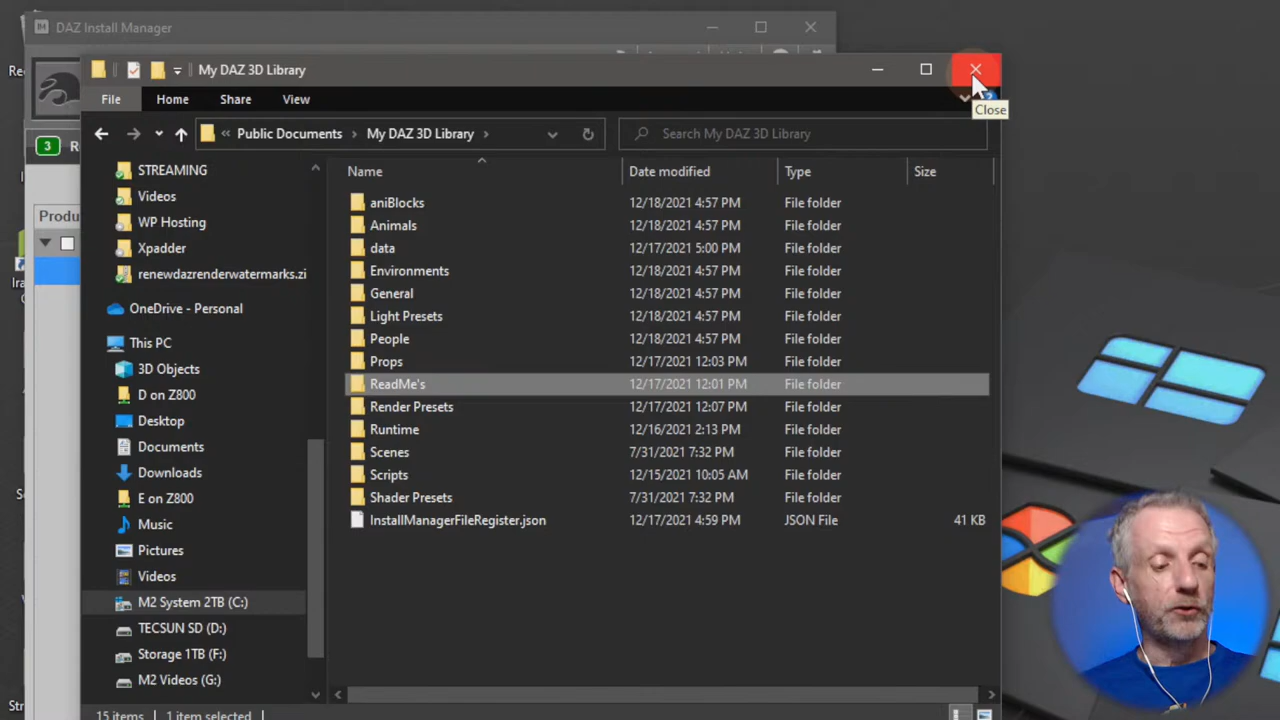 DAZ Install Manager
My DAZ 3D Library
Close
File Home Share View
Public Documents My DAZ 3D Library Search My DAZ 3D Library
3
Name Date modified Type Size
STREAMING
Videos
WP Hosting
Xpadder
renewdazrenderwatermarks.zi
OneDrive - Personal
This PC
3D Objects
D on Z800
Desktop
Documents
Downloads
E on Z800
Music
Pictures
Videos
M2 System 2TB (C:)
TECSUN SD (D:)
Storage 1TB (F:)
M2 Videos (G:)
aniBlocks 12/18/2021 4:57 PM File folder
Animals 12/18/2021 4:57 PM File folder
data 12/17/2021 5:00 PM File folder
Environments 12/18/2021 4:57 PM File folder
General 12/18/2021 4:57 PM File folder
Light Presets 12/18/2021 4:57 PM File folder
People 12/18/2021 4:57 PM File folder
Props 12/17/2021 12:03 PM File folder
ReadMe's 12/17/2021 12:01 PM File folder
Render Presets 12/17/2021 12:07 PM File folder
Runtime 12/16/2021 2:13 PM File folder
Scenes 7/31/2021 7:32 PM File folder
Scripts 12/15/2021 10:05 AM File folder
Shader Presets 7/31/2021 7:32 PM File folder
InstallManagerFileRegister.json 12/17/2021 4:59 PM JSON File 41 KB
15 items 1 item selected